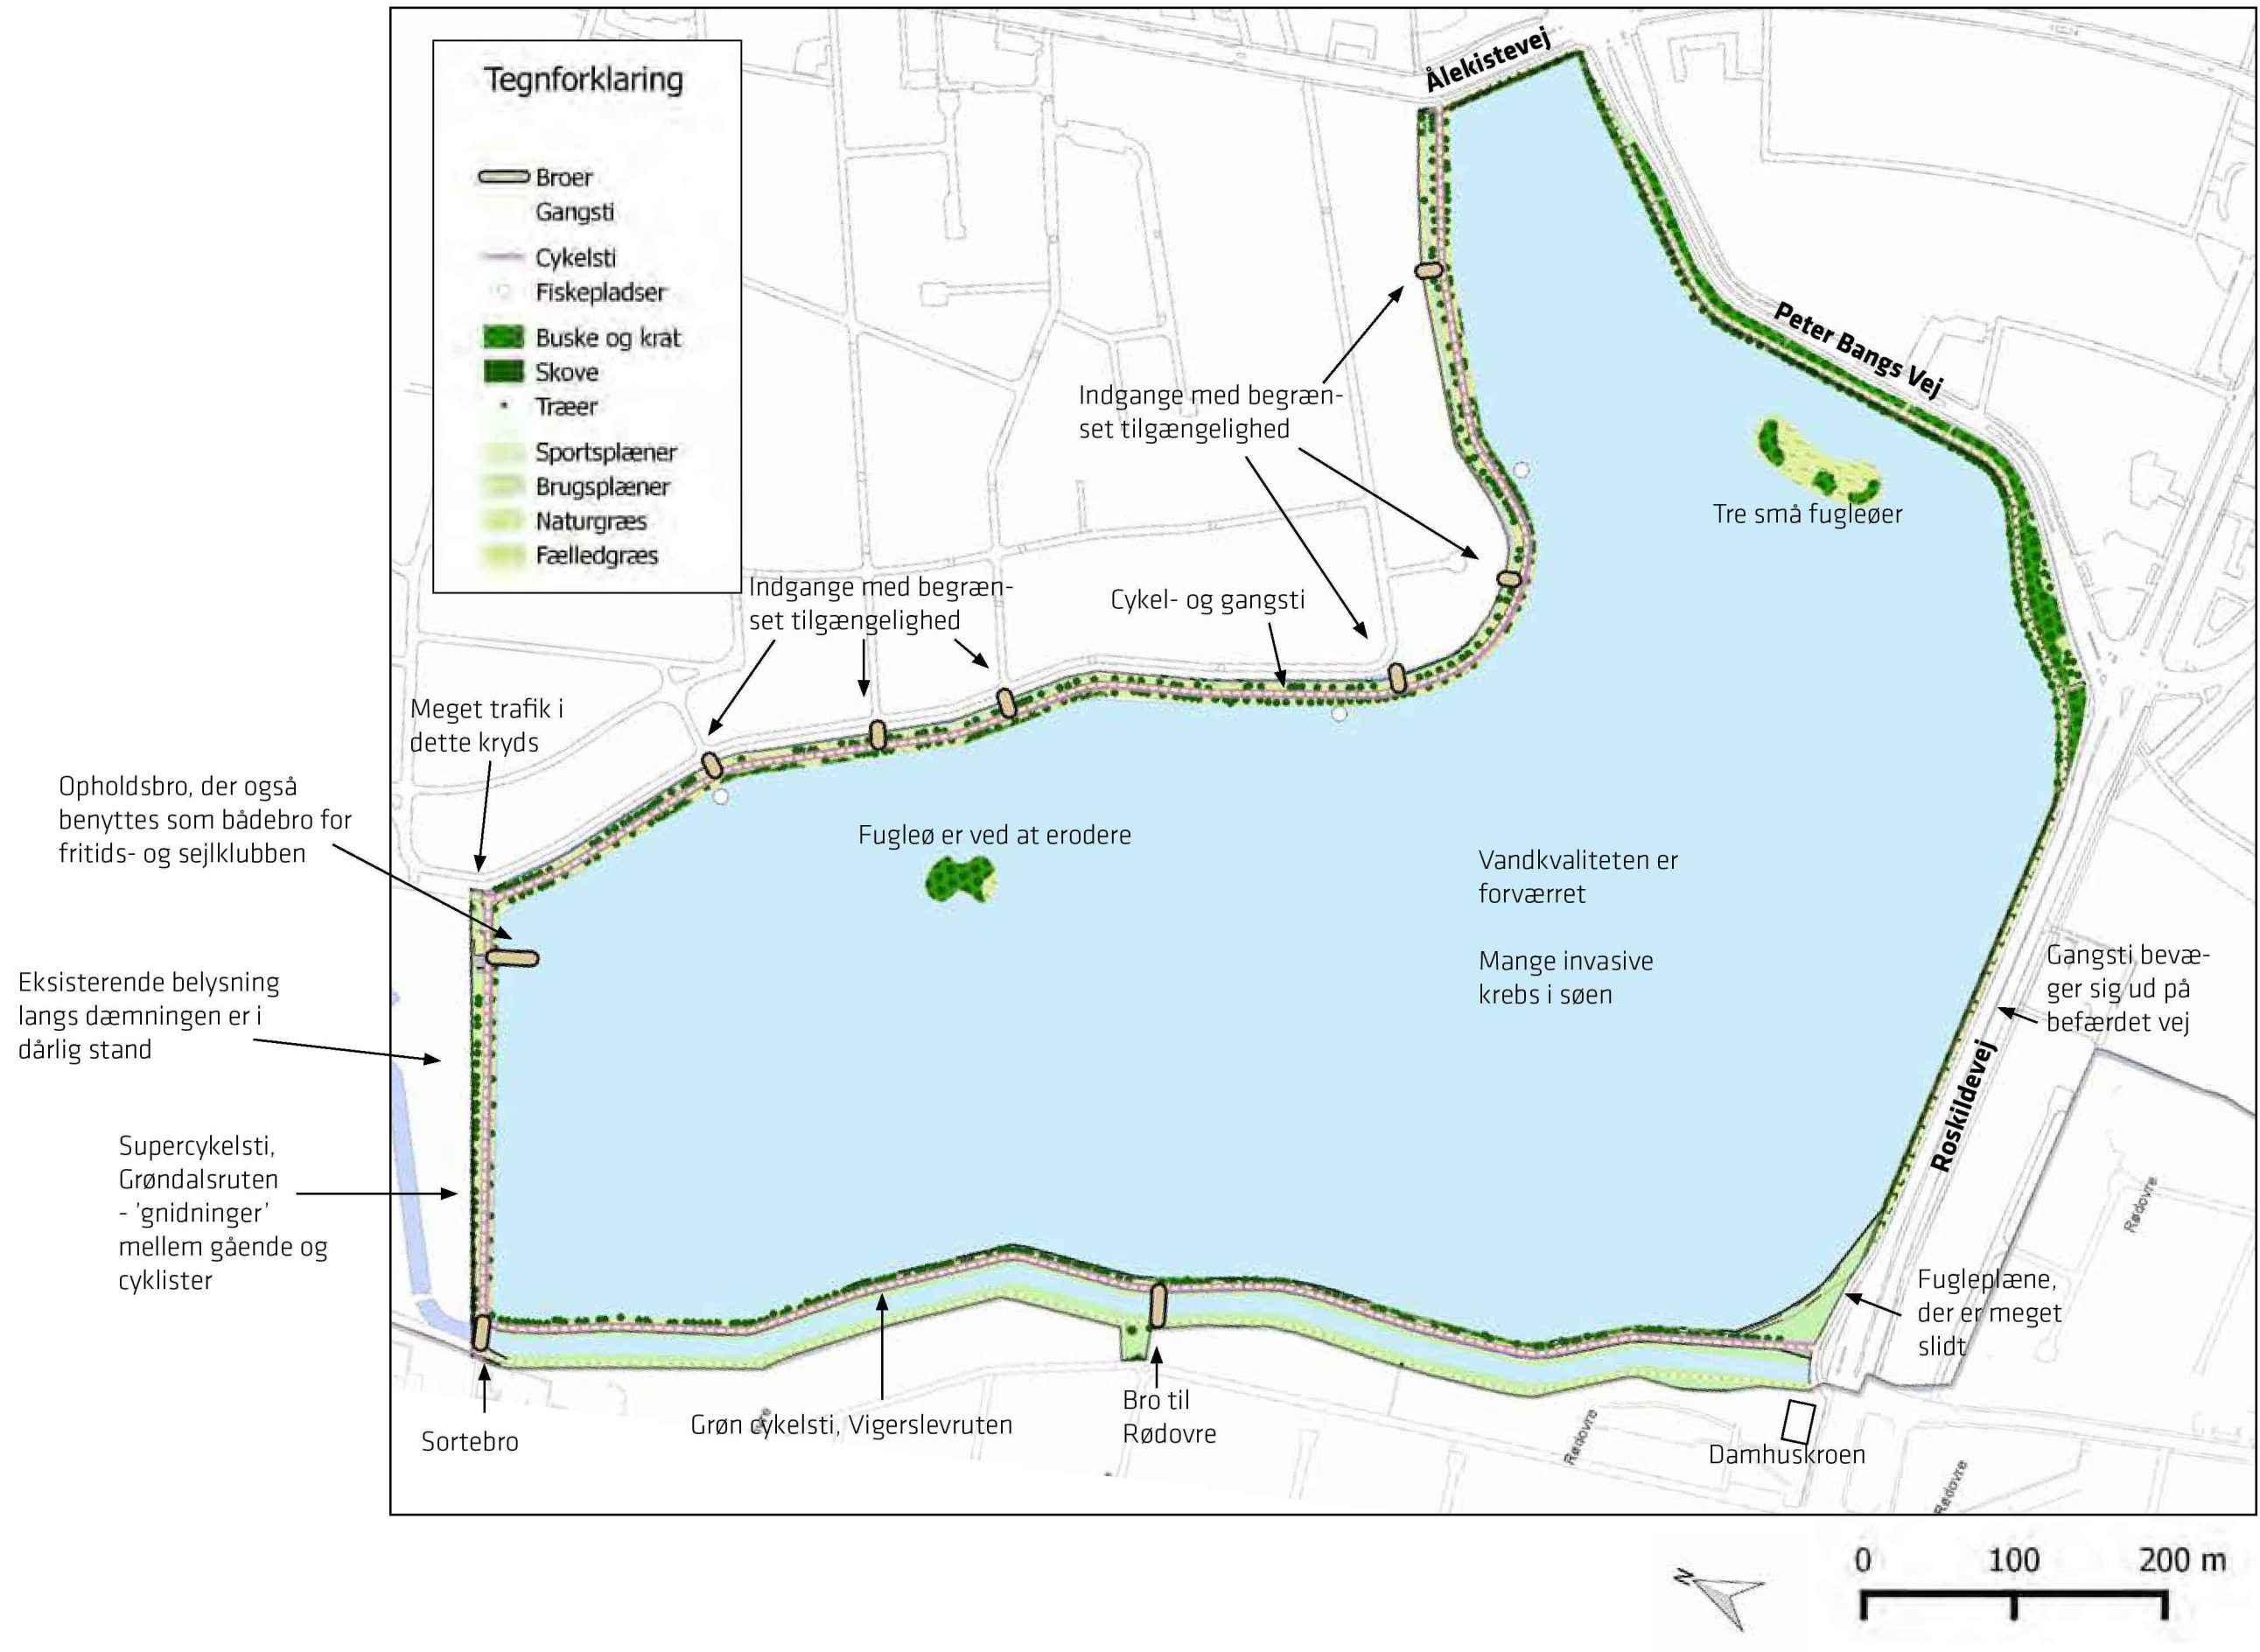 Tegnforklaring
Broer
Gangsti
Cykelsti
Fiskepladser
Buske og krat
Skove
Træer
Sportsplæner
Brugsplæner
Naturgræs
Fælledgræs
Ålekistevej
Peter Bangs Vej
Indgange med begræn-
set tilgængelighed
Tre små fugleøer
Indgange med begræn-
set tilgængelighed
Cykel- og gangsti
Meget trafik i
dette kryds
Opholdsbro, der også
benyttes som bådebro for
fritids- og sejlklubben
Fugleø er ved at erodere
Vandkvaliteten er
forværret
Mange invasive
krebs i søen
Gangsti bevæ-
ger sig ud på
befærdet vej
Eksisterende belysning
langs dæmningen er i
dårlig stand
Roskildevej
Supercykelsti,
Grøndalsruten
- 'gnidninger'
mellem gående og
cyklister
Rødovre
Fugleplæne,
der er meget
slidt
Sortebro
Grøn cykelsti, Vigerslevruten
Bro til
Rødovre
Rødovre
Damhuskroen
Rødovre
N
0 100 200 m